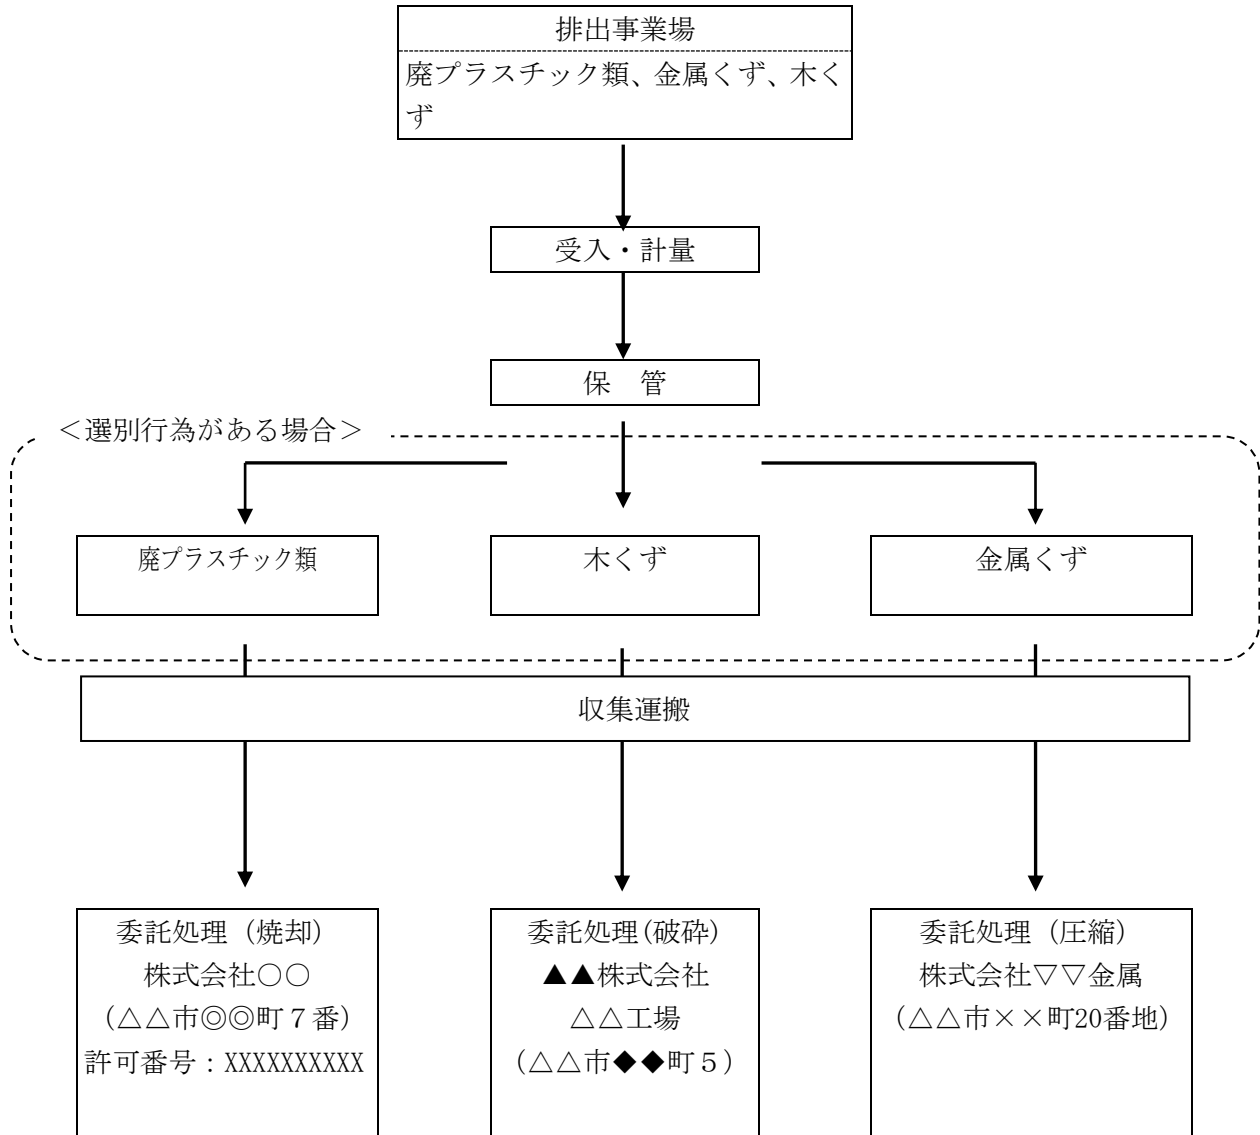 排出事業場
廃プラスチック類、金属くず、木く
ず
受入・計量
保　管
＜選別行為がある場合＞
廃プラスチック類
木くず
金属くず
収集運搬
委託処理（焼却）
株式会社○○
（△△市◎◎町７番）
許可番号：XXXXXXXXXX
委託処理(破砕）
▲▲株式会社
△△工場
（△△市◆◆町５）
委託処理（圧縮）
株式会社▽▽金属
（△△市××町20番地）